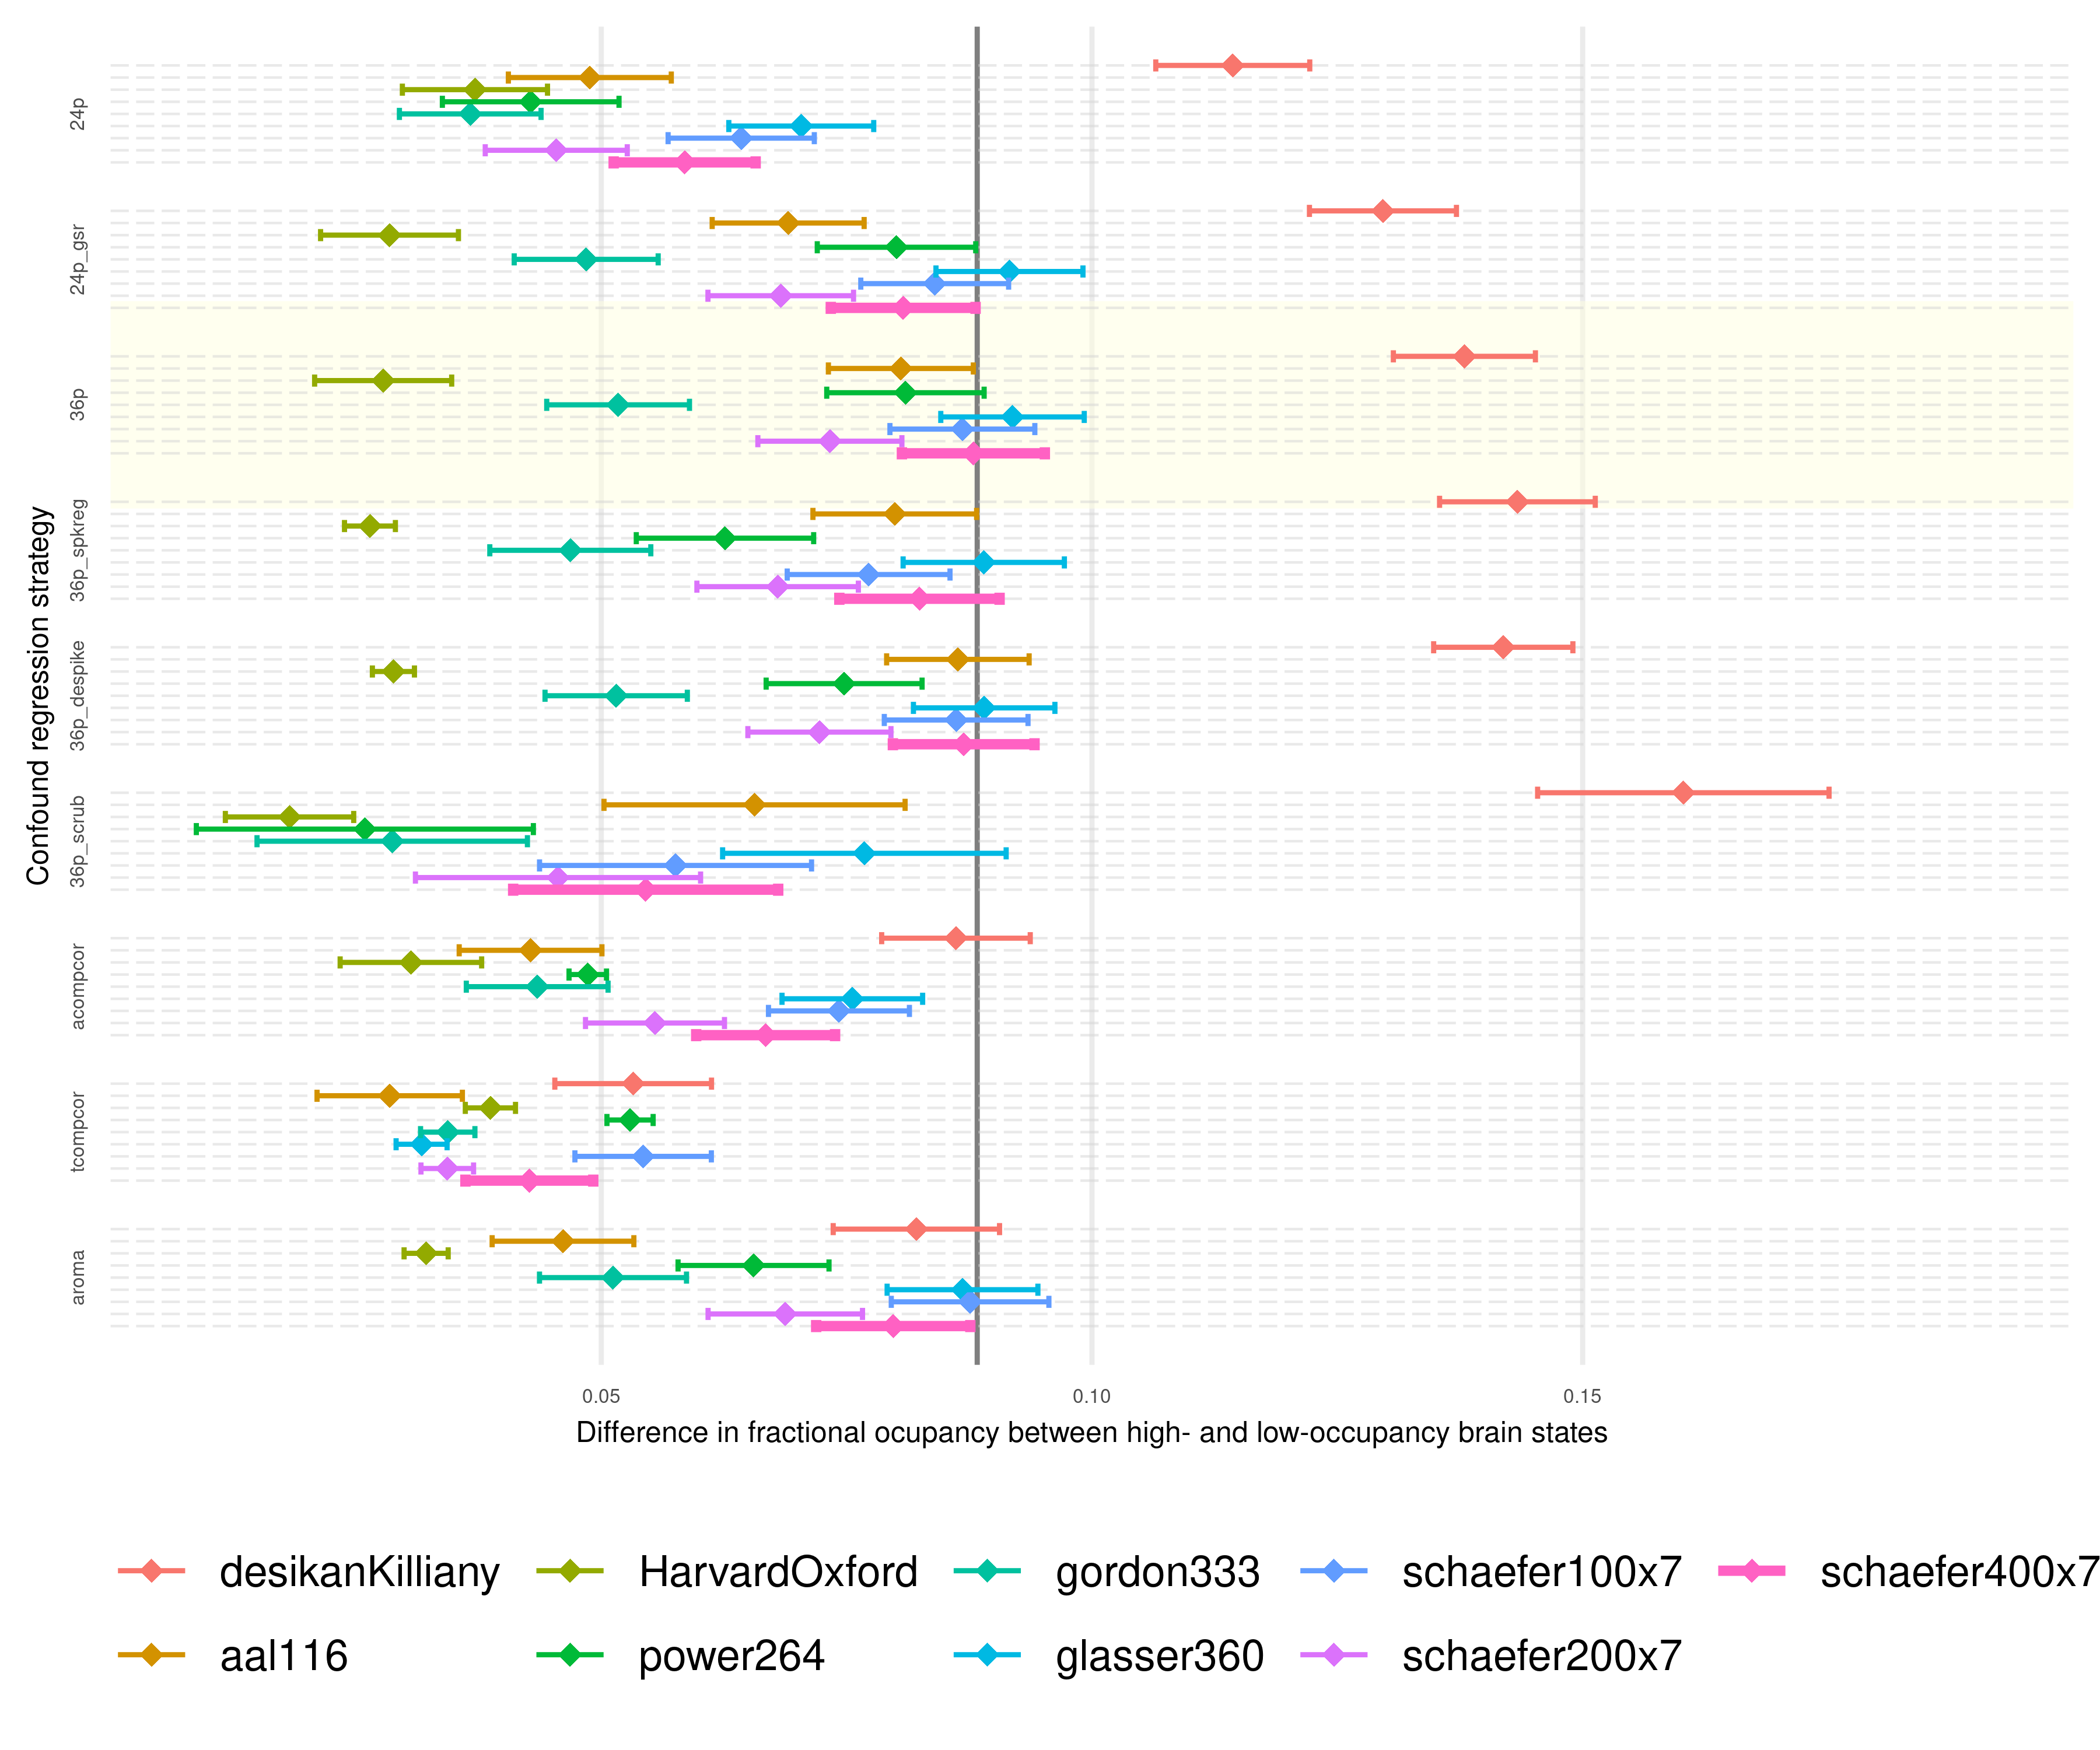 Confound regression strategy
24p
24p_gsr
36p
36p_spkreg
36p_despike
36p_scrub
acompcor
tcompcor
aroma
0.05 0.10 0.15
Difference in fractional ocupancy between high- and low-occupancy brain states
desikanKilliany HarvardOxford gordon333 schaefer100x7 schaefer400x7
aal116 power264 glasser360 schaefer200x7